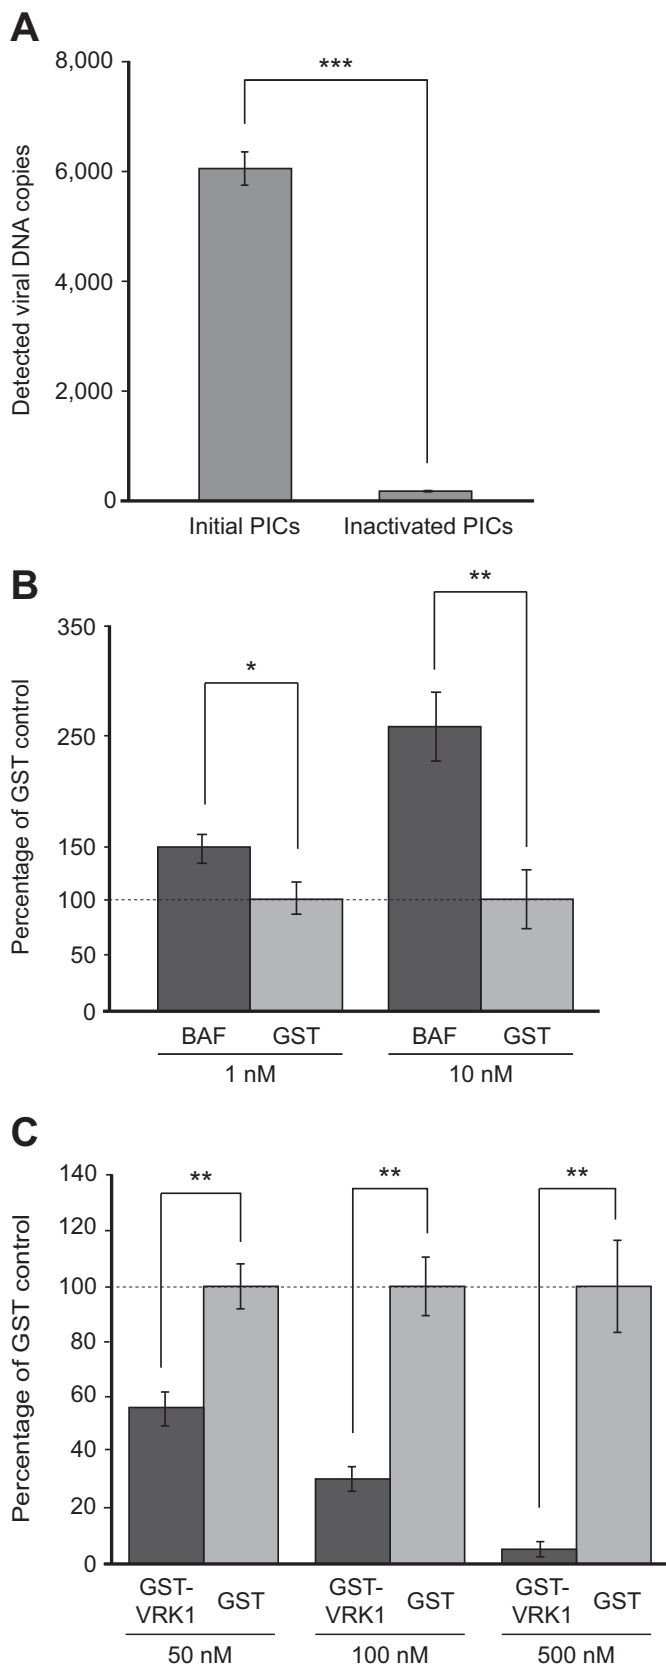 A
Detected viral DNA copies
8,000
6,000
4,000
2,000
0
***
Initial PICs Inactivated PICs
B
Percentage of GST control
350
250
150
100
50
0
*
**
BAF GST BAF GST
1 nM 10 nM
C
Percentage of GST control
140
120
100
80
60
40
20
0
** ** **
GST- GST- GST-
VRK1 GST VRK1 GST VRK1 GST
50 nM 100 nM 500 nM